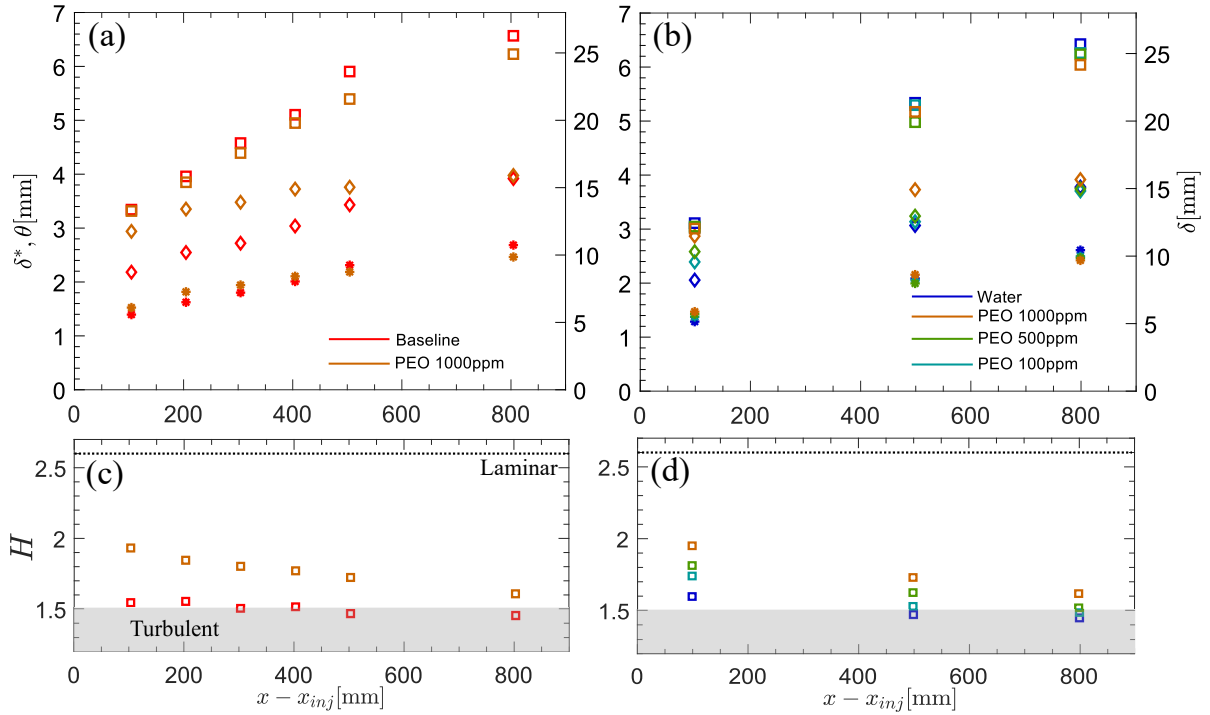 (a)
7
6
5
4
3
2
1
0
δ*, θ[mm]
25
20
15
10
5
0
Baseline
PEO 1000ppm
0 200 400 600 800
(b)
7
6
5
4
3
2
1
0
25
20
15
10
5
0
δ[mm]
Water
PEO 1000ppm
PEO 500ppm
PEO 100ppm
0 200 400 600 800
(c)
2.5
2
1.5
H
Laminar
Turbulent
0 200 400 600 800
x − x_inj[mm]
(d)
2.5
2
1.5
0 200 400 600 800
x − x_inj[mm]